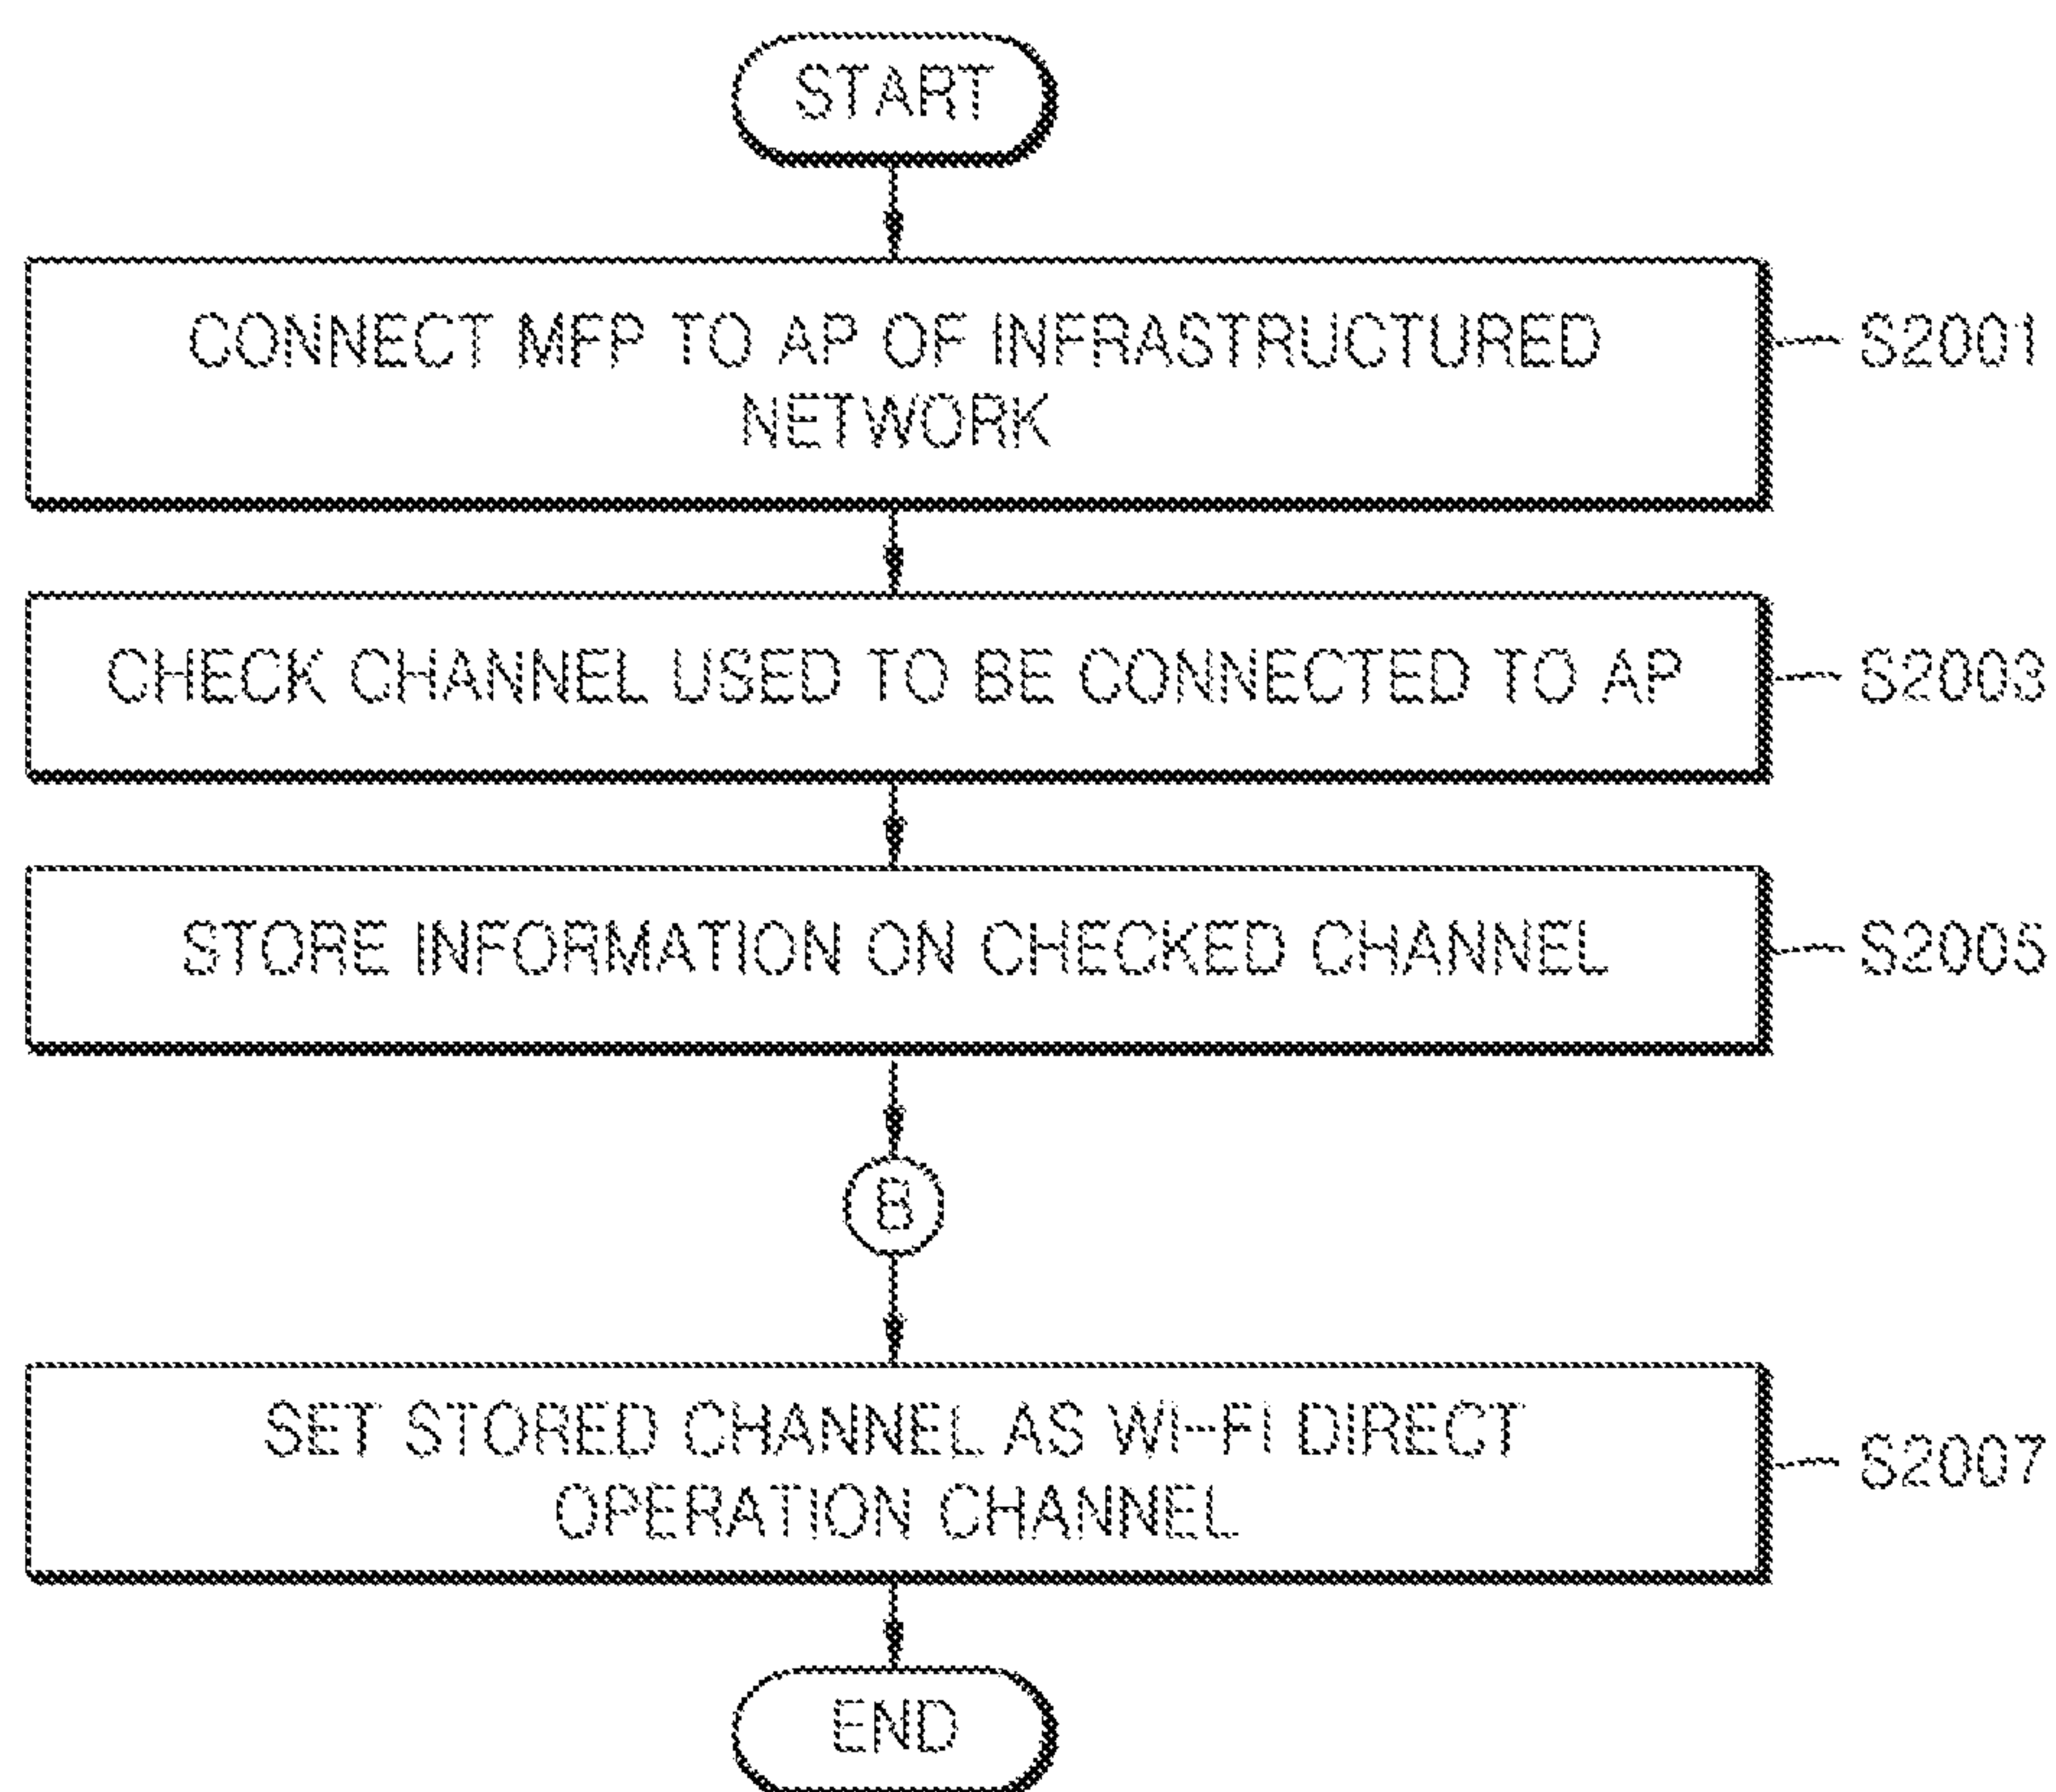 START
CONNECT MFP TO AP OF INFRASTRUCTURED
NETWORK
S2001
CHECK CHANNEL USED TO BE CONNECTED TO AP
S2003
STORE INFORMATION ON CHECKED CHANNEL
S2005
B
SET STORED CHANNEL AS WI-FI DIRECT
OPERATION CHANNEL
S2007
END